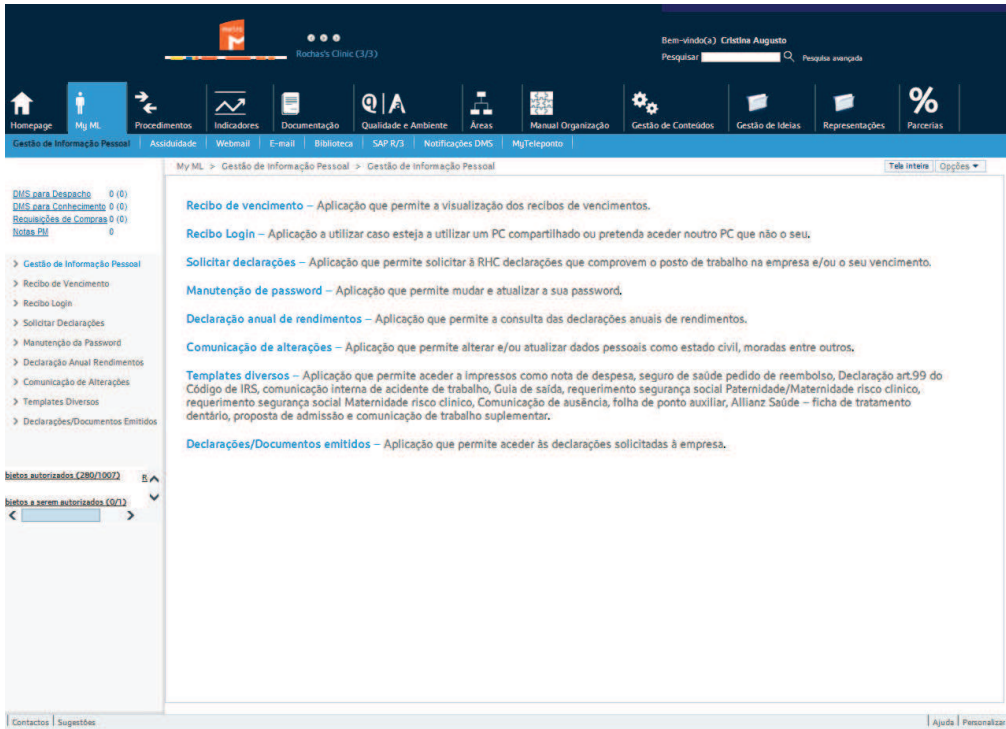 metro
Rochas's Clinic (3/3)
Bem-vindo(a) Cristina Augusto
Pesquisar
Pesquisa avançada
Homepage
My ML
Procedimentos
Indicadores
Documentação
Qualidade e Ambiente
Áreas
Manual Organização
Gestão de Conteúdos
Gestão de Ideias
Representações
Parcerias
Gestão de Informação Pessoal | Assiduidade | Webmail | E-mail | Biblioteca | SAP R/3 | Notificações DMS | MyTeleponto
My ML > Gestão de Informação Pessoal > Gestão de Informação Pessoal
Tela inteira Opções
DMS para Despacho 0 (0)
DMS para Conhecimento 0 (0)
Requisições de Compras 0 (0)
Notas PM 0
> Gestão de Informação Pessoal
> Recibo de Vencimento
> Recibo Login
> Solicitar Declarações
> Manutenção da Password
> Declaração Anual Rendimentos
> Comunicação de Alterações
> Templates Diversos
> Declarações/Documentos Emitidos
bjetos autorizados (280/1007) R
bjetos a serem autorizados (0/1)
Recibo de vencimento – Aplicação que permite a visualização dos recibos de vencimentos.
Recibo Login – Aplicação a utilizar caso esteja a utilizar um PC compartilhado ou pretenda aceder noutro PC que não o seu.
Solicitar declarações – Aplicação que permite solicitar à RHC declarações que comprovem o posto de trabalho na empresa e/ou o seu vencimento.
Manutenção de password – Aplicação que permite mudar e atualizar a sua password.
Declaração anual de rendimentos – Aplicação que permite a consulta das declarações anuais de rendimentos.
Comunicação de alterações – Aplicação que permite alterar e/ou atualizar dados pessoais como estado civil, moradas entre outros.
Templates diversos – Aplicação que permite aceder a impressos como nota de despesa, seguro de saúde pedido de reembolso, Declaração art.99 do
Código de IRS, comunicação interna de acidente de trabalho, Guia de saída, requerimento segurança social Paternidade/Maternidade risco clínico,
requerimento segurança social Maternidade risco clinico, Comunicação de ausência, folha de ponto auxiliar, Allianz Saúde – ficha de tratamento
dentário, proposta de admissão e comunicação de trabalho suplementar.
Declarações/Documentos emitidos – Aplicação que permite aceder às declarações solicitadas à empresa.
Contactos | Sugestões
Ajuda | Personalizar